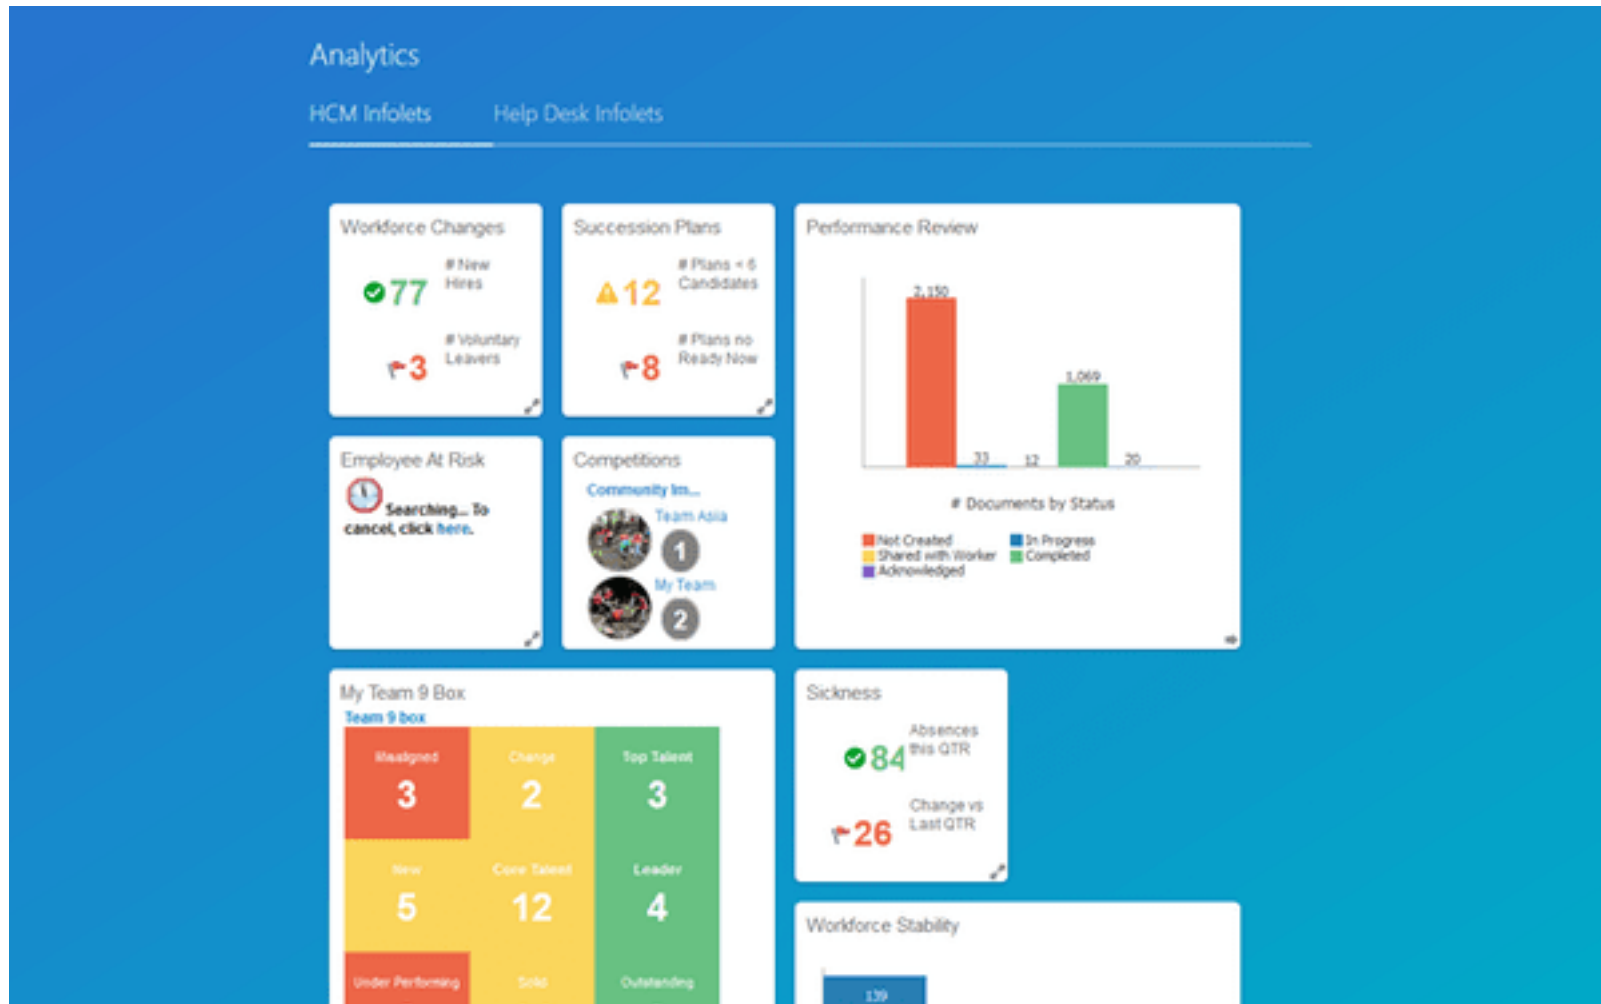 Analytics
HCM Infolets
Help Desk Infolets
Workforce Changes
77
# New
Hires
3
# Voluntary
Leavers
Succession Plans
12
# Plans < 6
Candidates
8
# Plans no
Ready Now
Performance Review
2,150
33
12
1,069
20
# Documents by Status
Not Created
In Progress
Shared with Worker
Completed
Acknowledged
Employee At Risk
Searching... To
cancel, click here.
Competitions
Community Im...
Team Asia
1
My Team
2
My Team 9 Box
Team 9 box
Misaligned
3
Change
2
Top Talent
3
New
5
Core Talent
12
Leader
4
Under Performing
Solid
Outstanding
Sickness
84
Absences
this QTR
26
Change vs
Last QTR
Workforce Stability
139